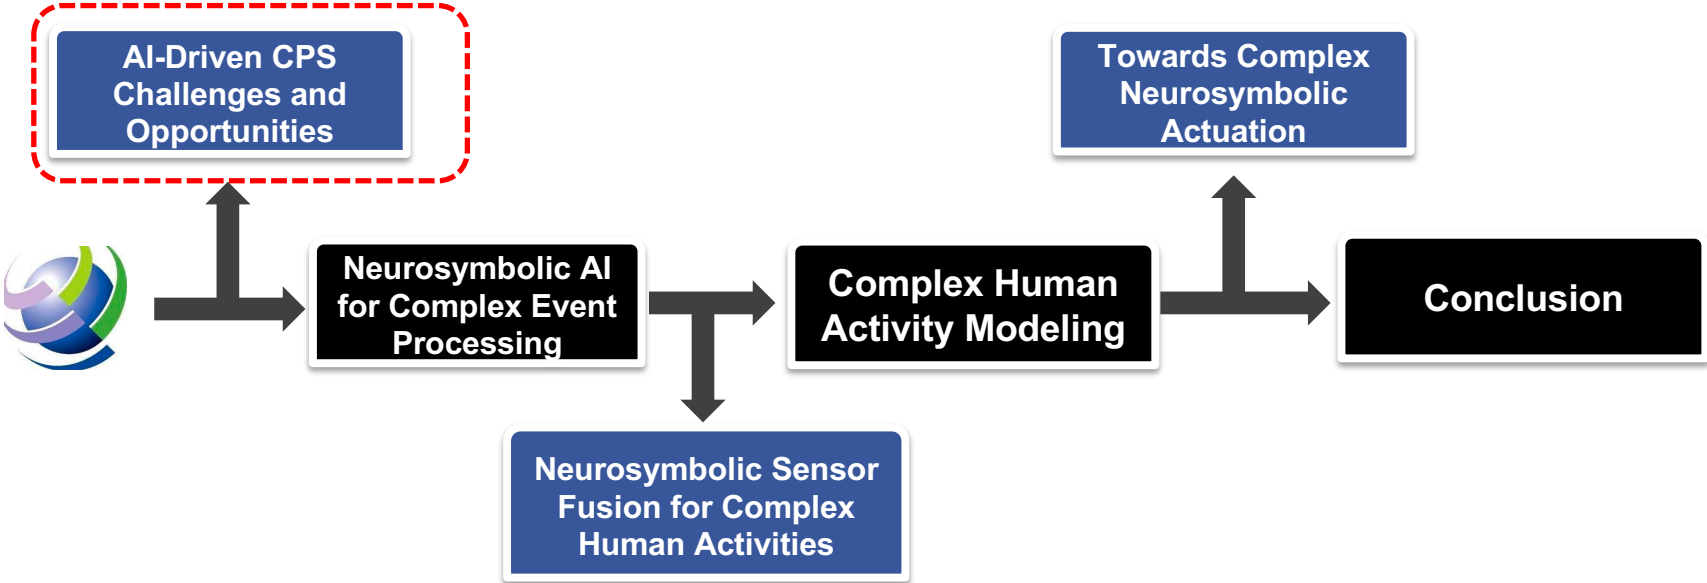 AI-Driven CPS
Challenges and
Opportunities
Towards Complex
Neurosymbolic
Actuation
Neurosymbolic AI
for Complex Event
Processing
Complex Human
Activity Modeling
Conclusion
Neurosymbolic Sensor
Fusion for Complex
Human Activities